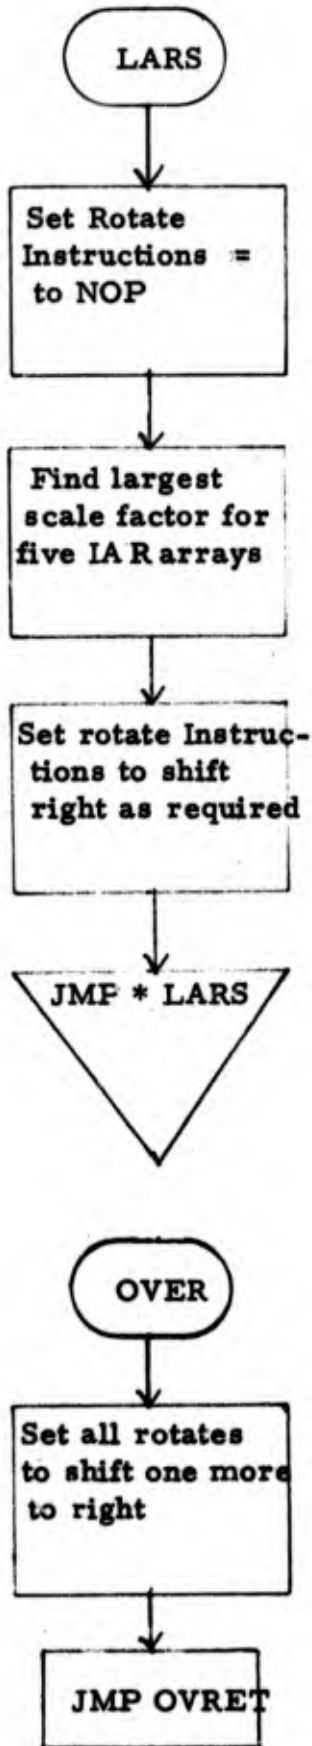 LARS
Set Rotate
Instructions =
to NOP
Find largest
scale factor for
five IAR arrays
Set rotate Instruc-
tions to shift
right as required
JMP * LARS
OVER
Set all rotates
to shift one more
to right
JMP OVRET